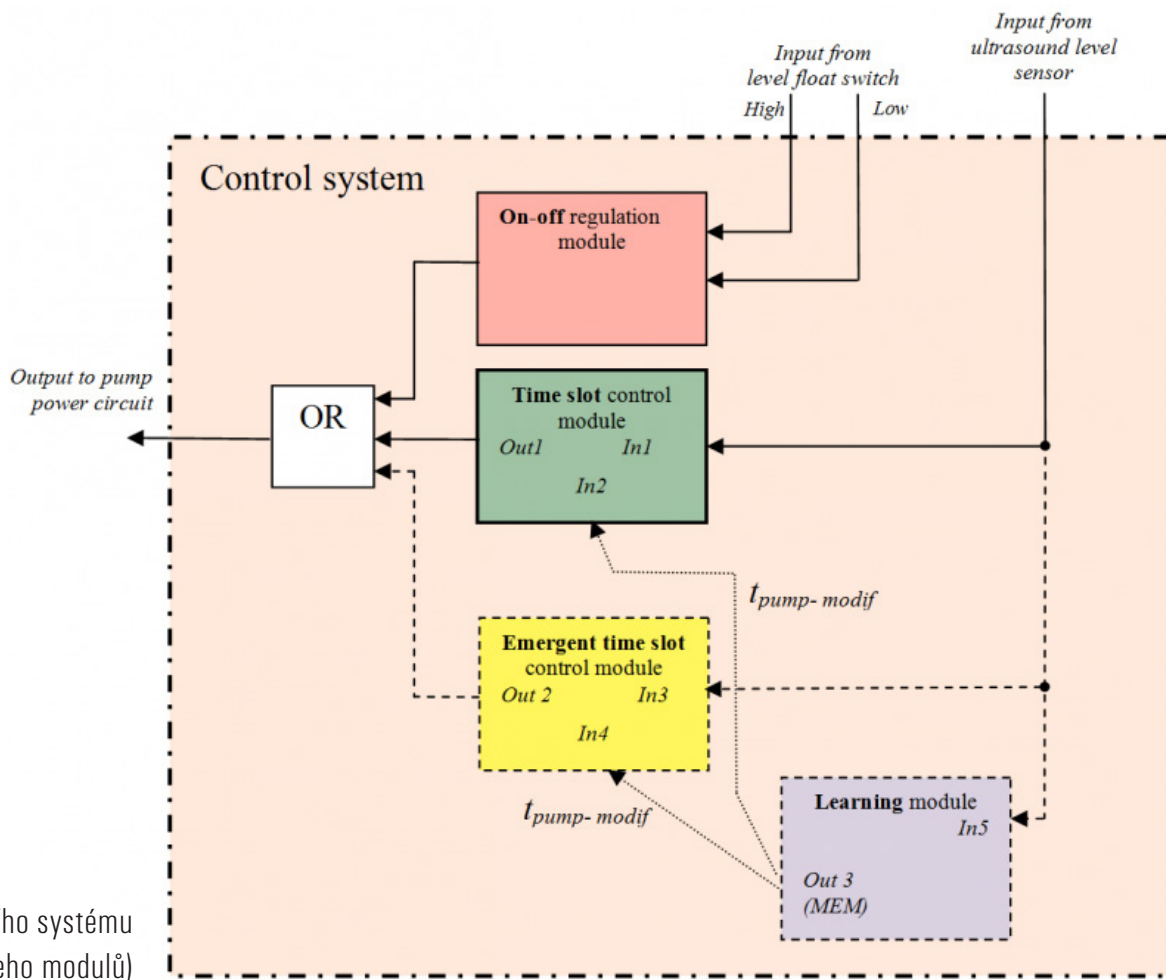 Input from
ultrasound level
sensor
Input from
level float switch
High
Low
Control system
On-off regulation
module
Output to pump
power circuit
OR
Time slot control
module
Out1
In1
In2
t pump- modif
Emergent time slot
control module
Out 2
In3
In4
t pump- modif
Learning module
In5
Out 3
(MEM)
ho systému
eho modulů)